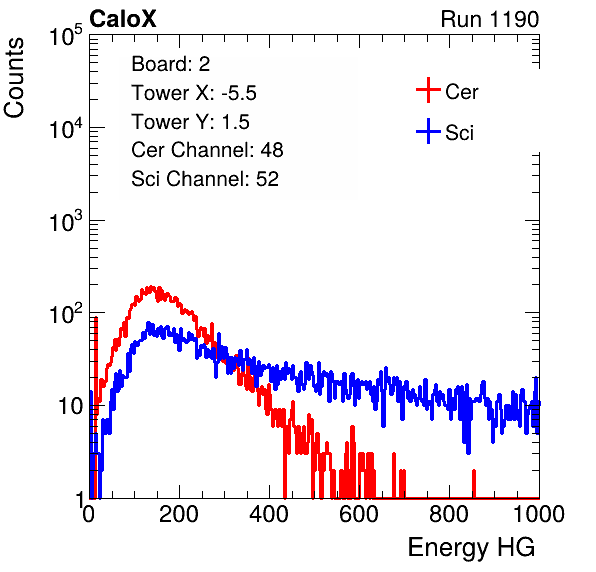 CaloX Run 1190
Counts
10^5
10^4
10^3
10^2
10
1
Board: 2
Tower X: -5.5
Tower Y: 1.5
Cer Channel: 48
Sci Channel: 52
Cer
Sci
0 200 400 600 800 1000
Energy HG